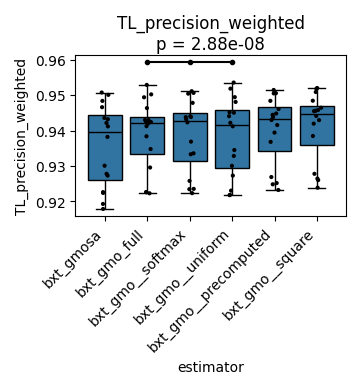 TL_precision_weighted
p = 2.88e-08
TL_precision_weighted
0.96
0.95
0.94
0.93
0.92
bxt_gmosa
bxt_gmo_full
bxt_gmo__softmax
bxt_gmo__uniform
bxt_gmo__precomputed
bxt_gmo__square
estimator